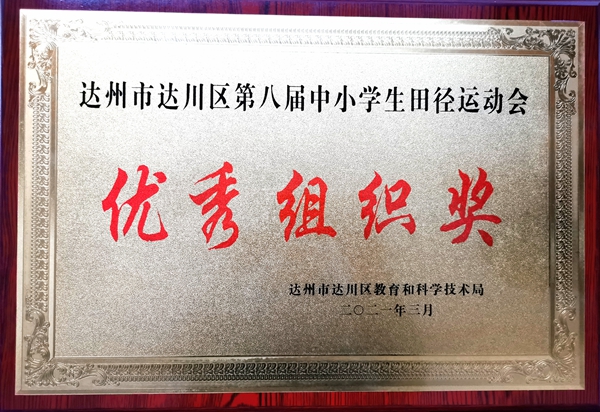 达州市达川区第八届中小学生田径运动会
优秀组织奖
达州市达川区教育和科学技术局
二〇二一年三月